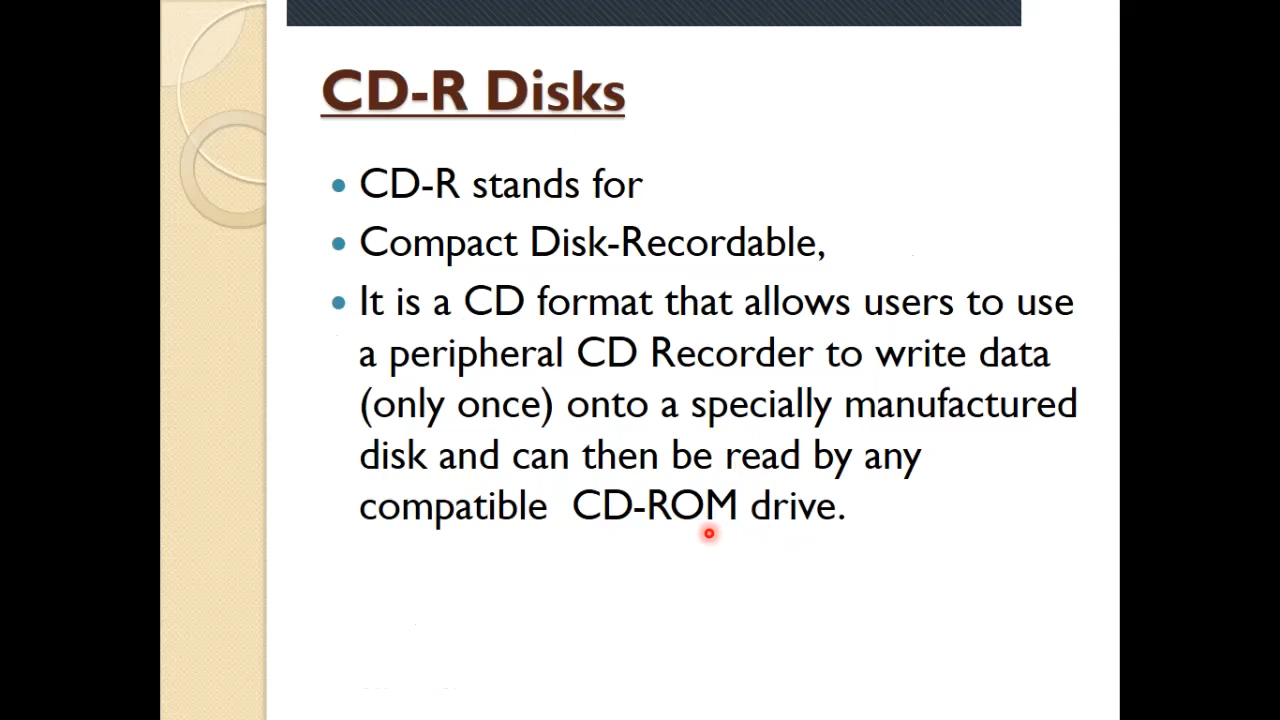 CD-R Disks
CD-R stands for
Compact Disk-Recordable,
It is a CD format that allows users to use
a peripheral CD Recorder to write data
(only once) onto a specially manufactured
disk and can then be read by any
compatible CD-ROM drive.